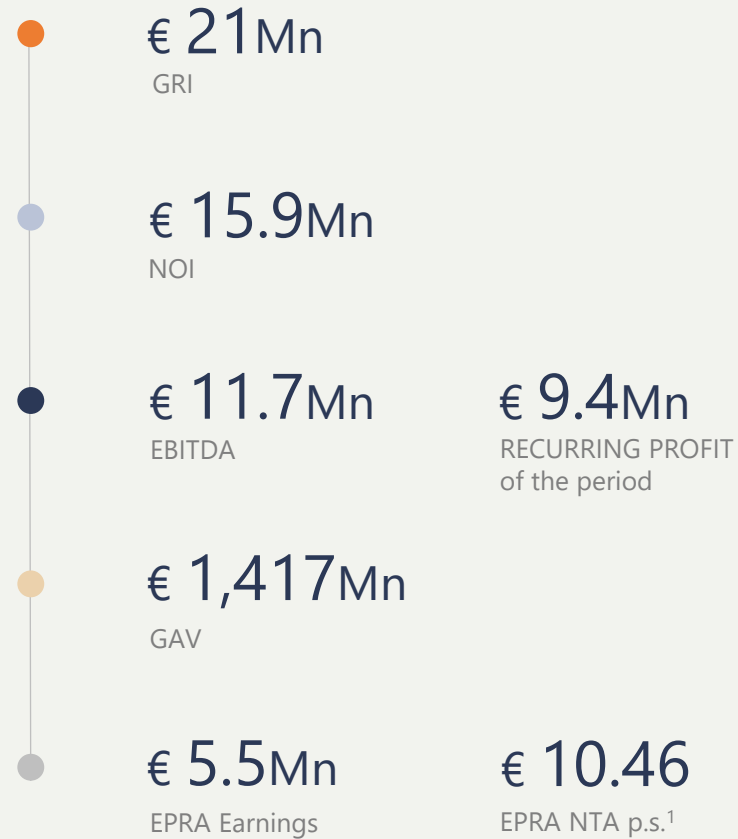 € 21Mn
GRI
€ 15.9Mn
NOI
€ 11.7Mn
EBITDA
€ 9.4Mn
RECURRING PROFIT
of the period
€ 1,417Mn
GAV
€ 5.5Mn
EPRA Earnings
€ 10.46
EPRA NTA p.s.¹